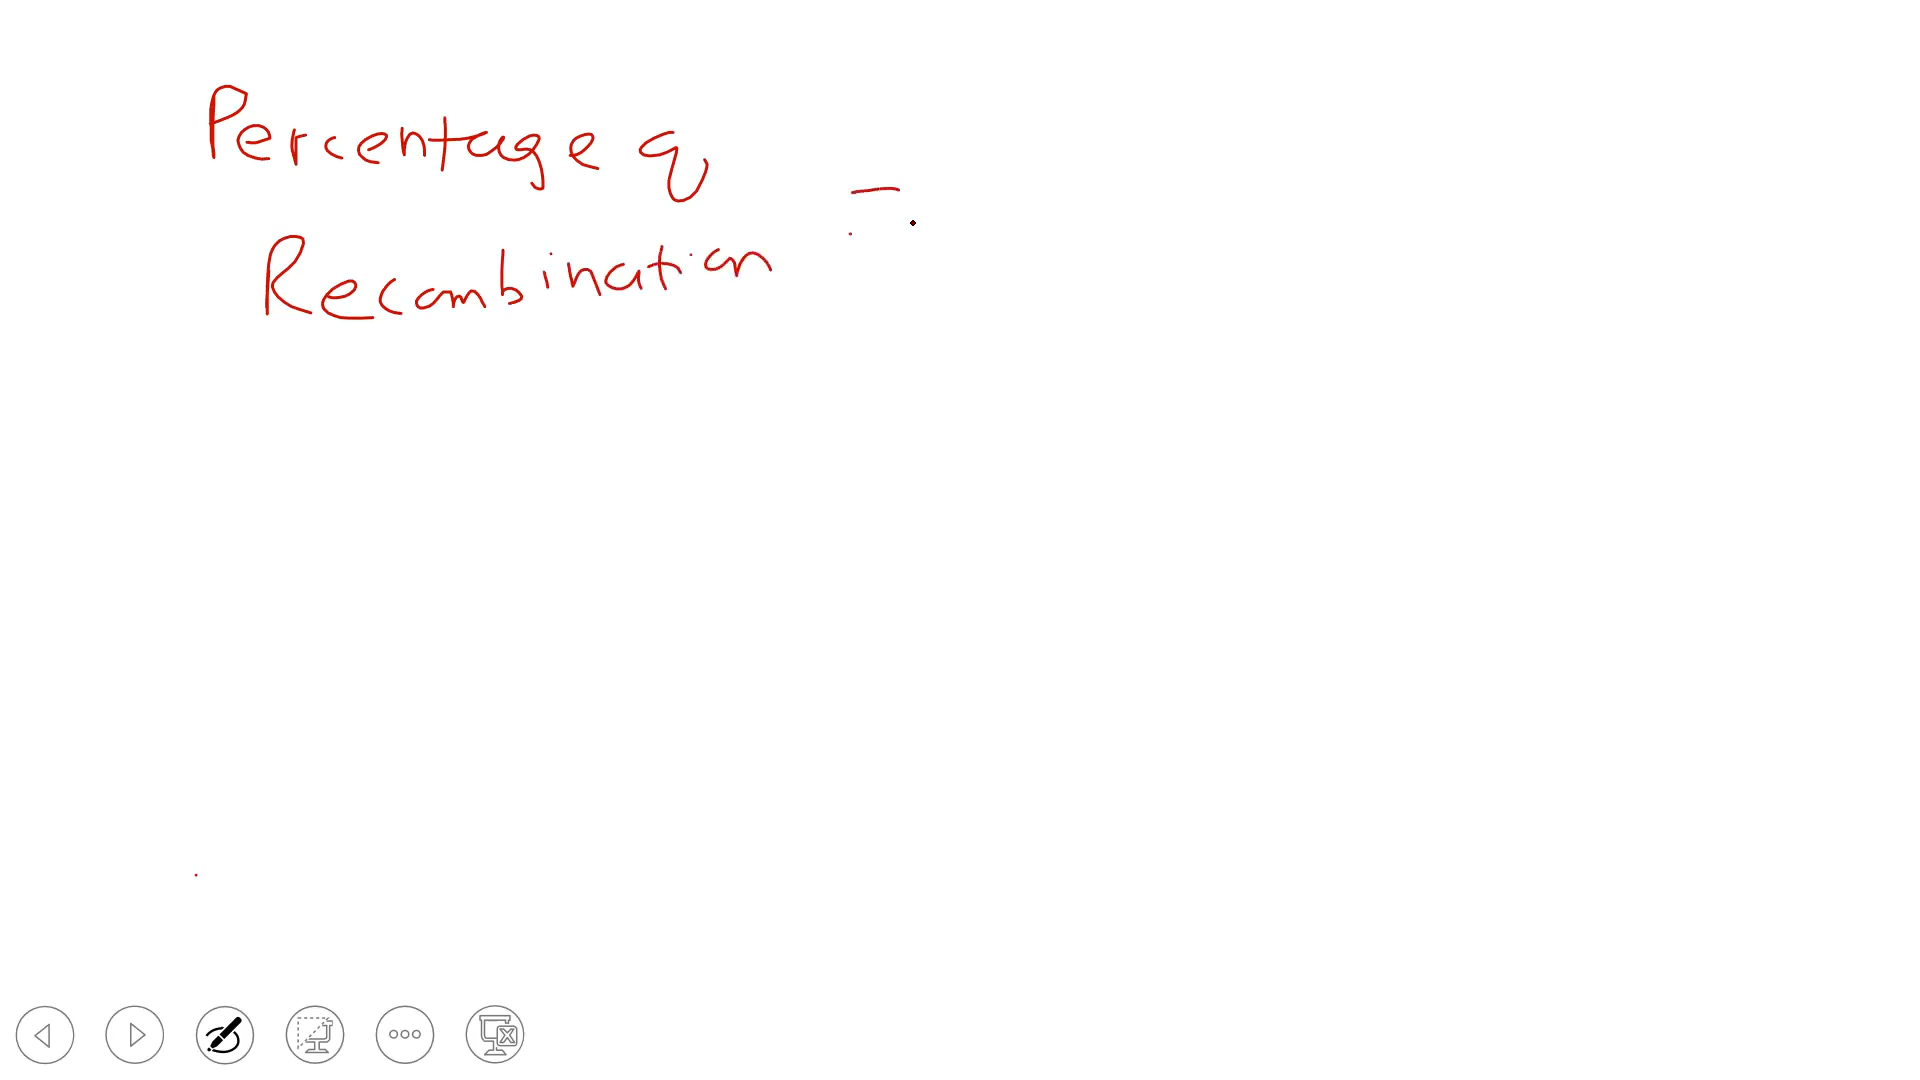 Percentage of
Recombination =